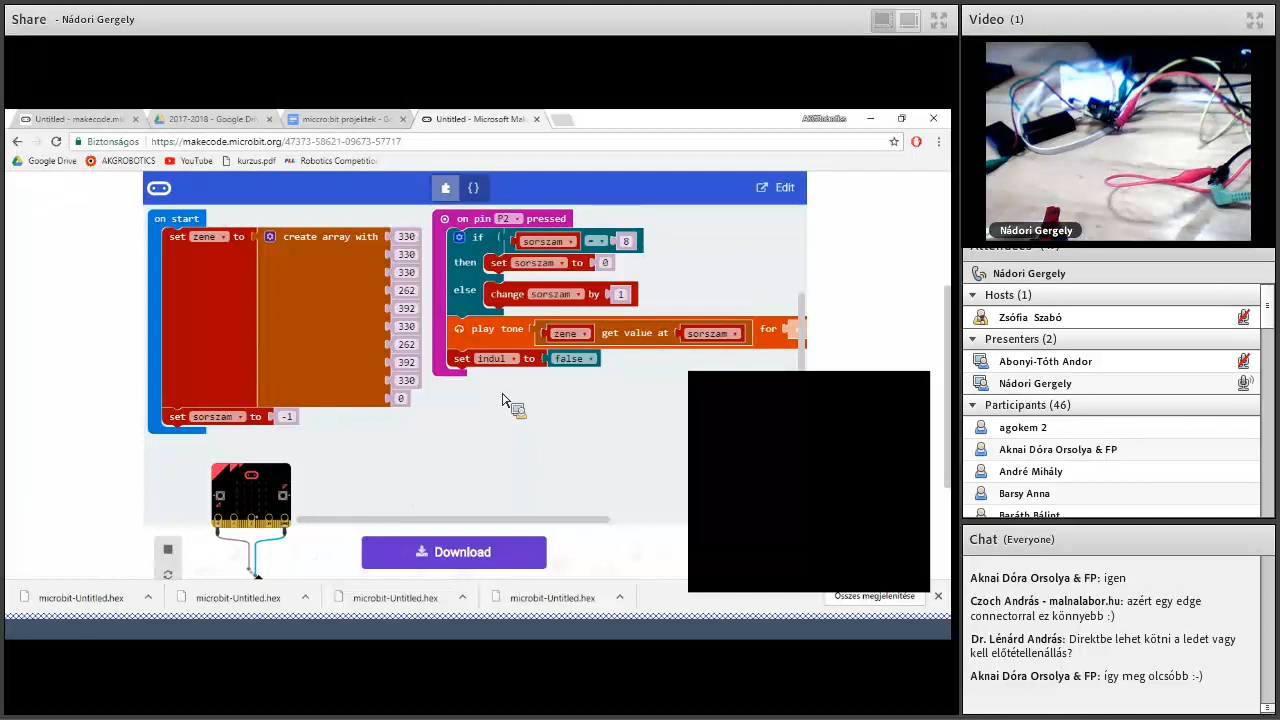 Share - Nádori Gergely
Video (1)
Untitled - makecode.mi
2017-2018 - Google Dri
micro:bit projektek - Go
Untitled - Microsoft Mak
Biztonságos
https://makecode.microbit.org/47373-58621-09673-57717
Google Drive
AKGROBOTICS
YouTube
kurzus.pdf
Robotics Competitio
{}
Edit
on start
set zene to
create array with
330
330
330
262
392
330
262
392
330
0
set sorszam to -1
on pin P2 pressed
if sorszam = 8
then set sorszam to 0
else change sorszam by 1
play tone zene get value at sorszam for
set indul to false
Download
microbit-Untitled.hex
microbit-Untitled.hex
microbit-Untitled.hex
microbit-Untitled.hex
Összes megjelenítése
Nádori Gergely
Nádori Gergely
Hosts (1)
Zsófia Szabó
Presenters (2)
Abonyi-Tóth Andor
Nádori Gergely
Participants (46)
agokem 2
Aknai Dóra Orsolya & FP
André Mihály
Barsy Anna
Baráth Bálint
Chat (Everyone)
Aknai Dóra Orsolya & FP: igen
Czoch András - malnalabor.hu: azért egy edge
connectorral ez könnyebb :)
Dr. Lénárd András: Direktbe lehet kötni a ledet vagy
kell előtétellenállás?
Aknai Dóra Orsolya & FP: így meg olcsóbb :-)